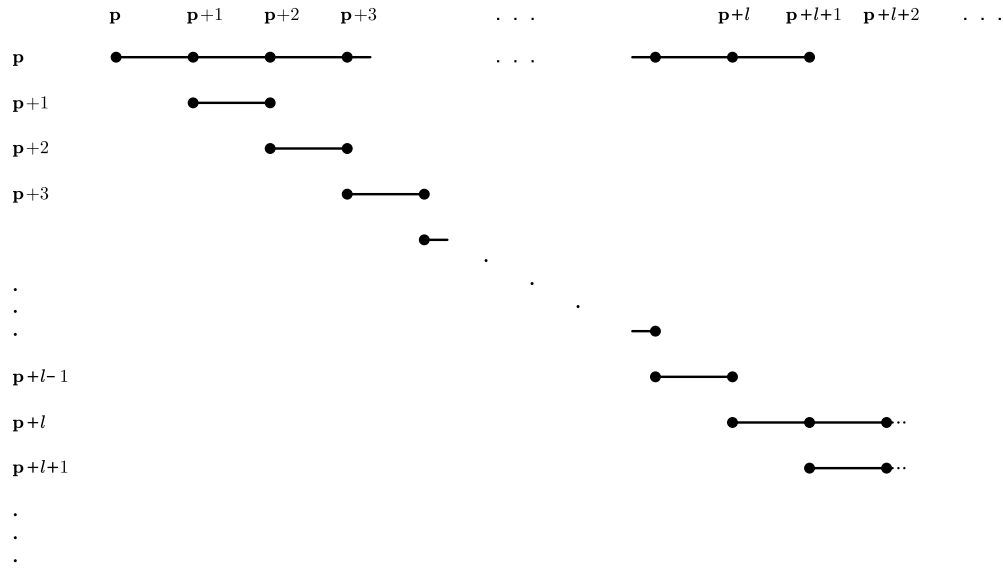 p p+1 p+2 p+3 . . . p+l p+l+1 p+l+2 . . .
p . . .
p+1
p+2
p+3
.
.
.
p+l-1
p+l
p+l+1
.
.
.